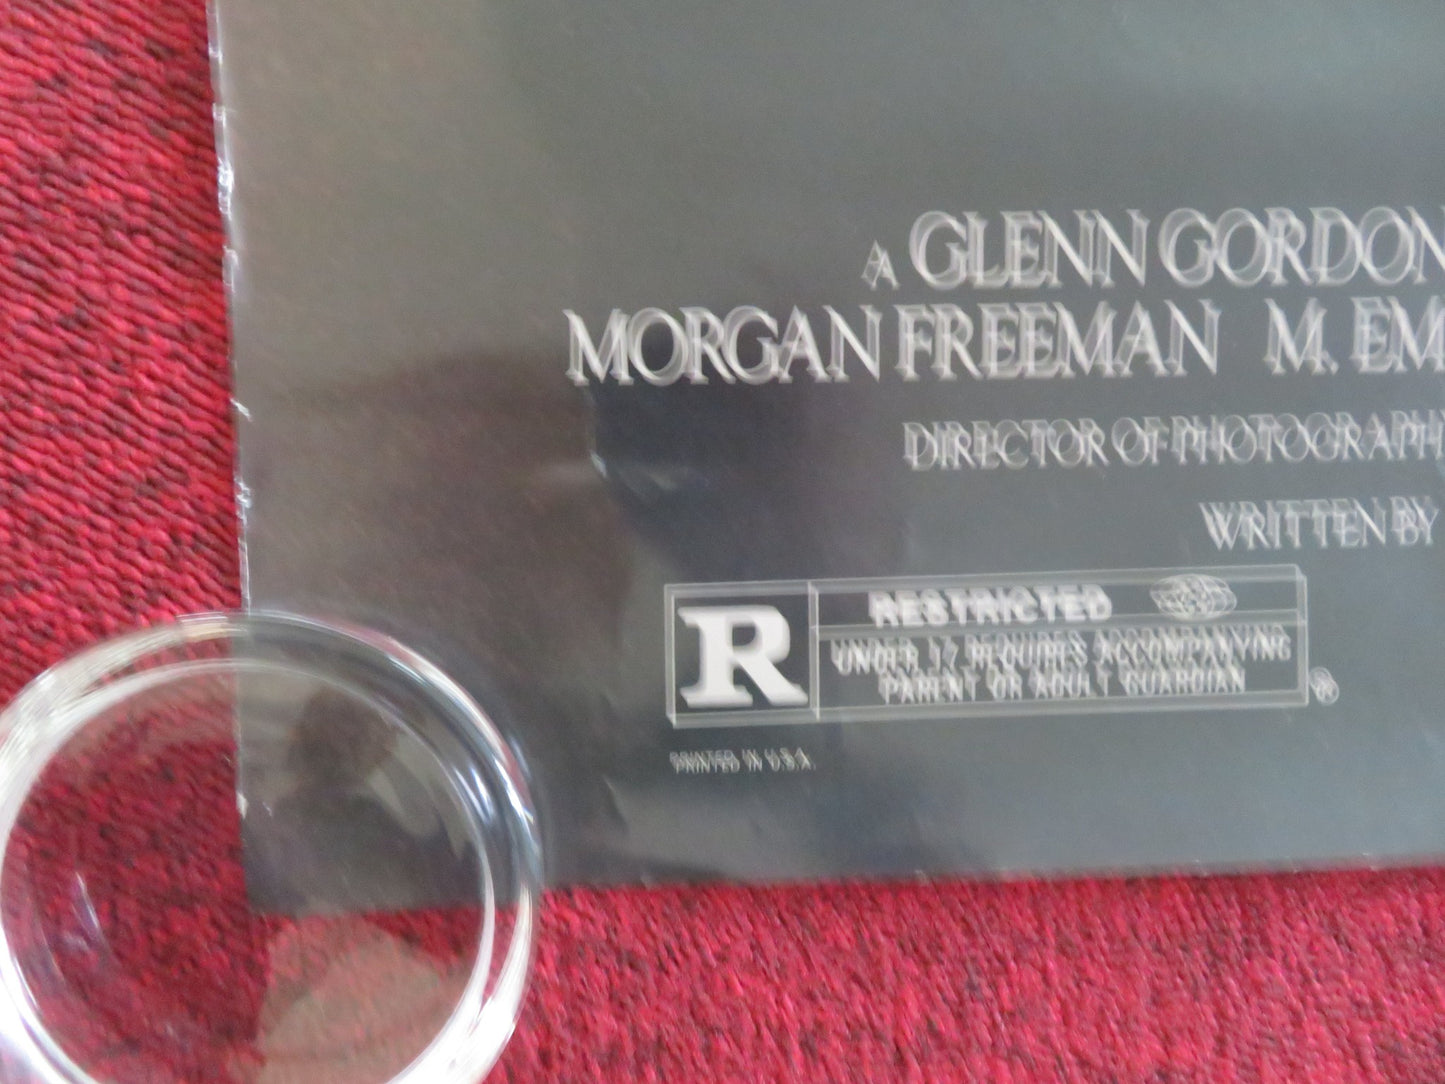 A GLENN GORDON
MORGAN FREEMAN M. EM
DIRECTOR OF PHOTOGRAPHY
WRITTEN BY
R RESTRICTED
UNDER 17 REQUIRES ACCOMPANYING
PARENT OR ADULT GUARDIAN
®
PRINTED IN U.S.A.